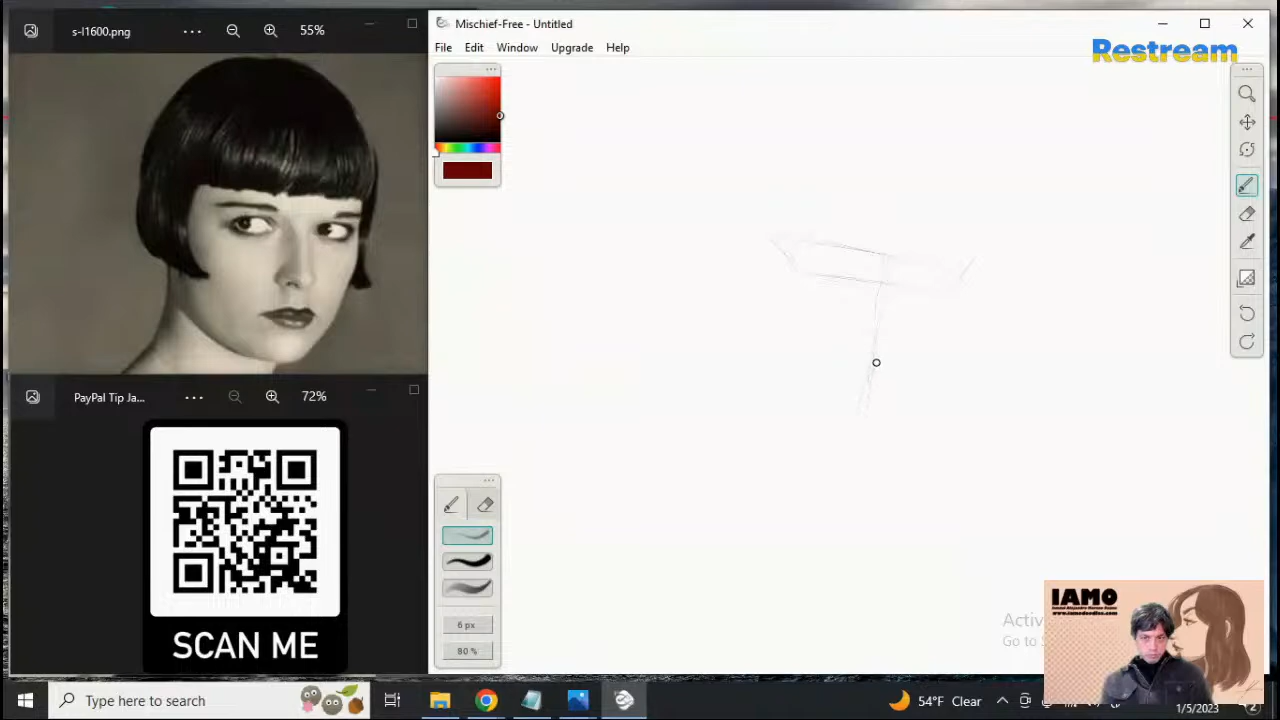 s-l1600.png
55%
Mischief-Free - Untitled
File Edit Window Upgrade Help
Restream
PayPal Tip Ja...
72%
SCAN ME
6 px
80 %
Activ
Go to S
IAMO
Type here to search
54°F Clear
1/5/2023